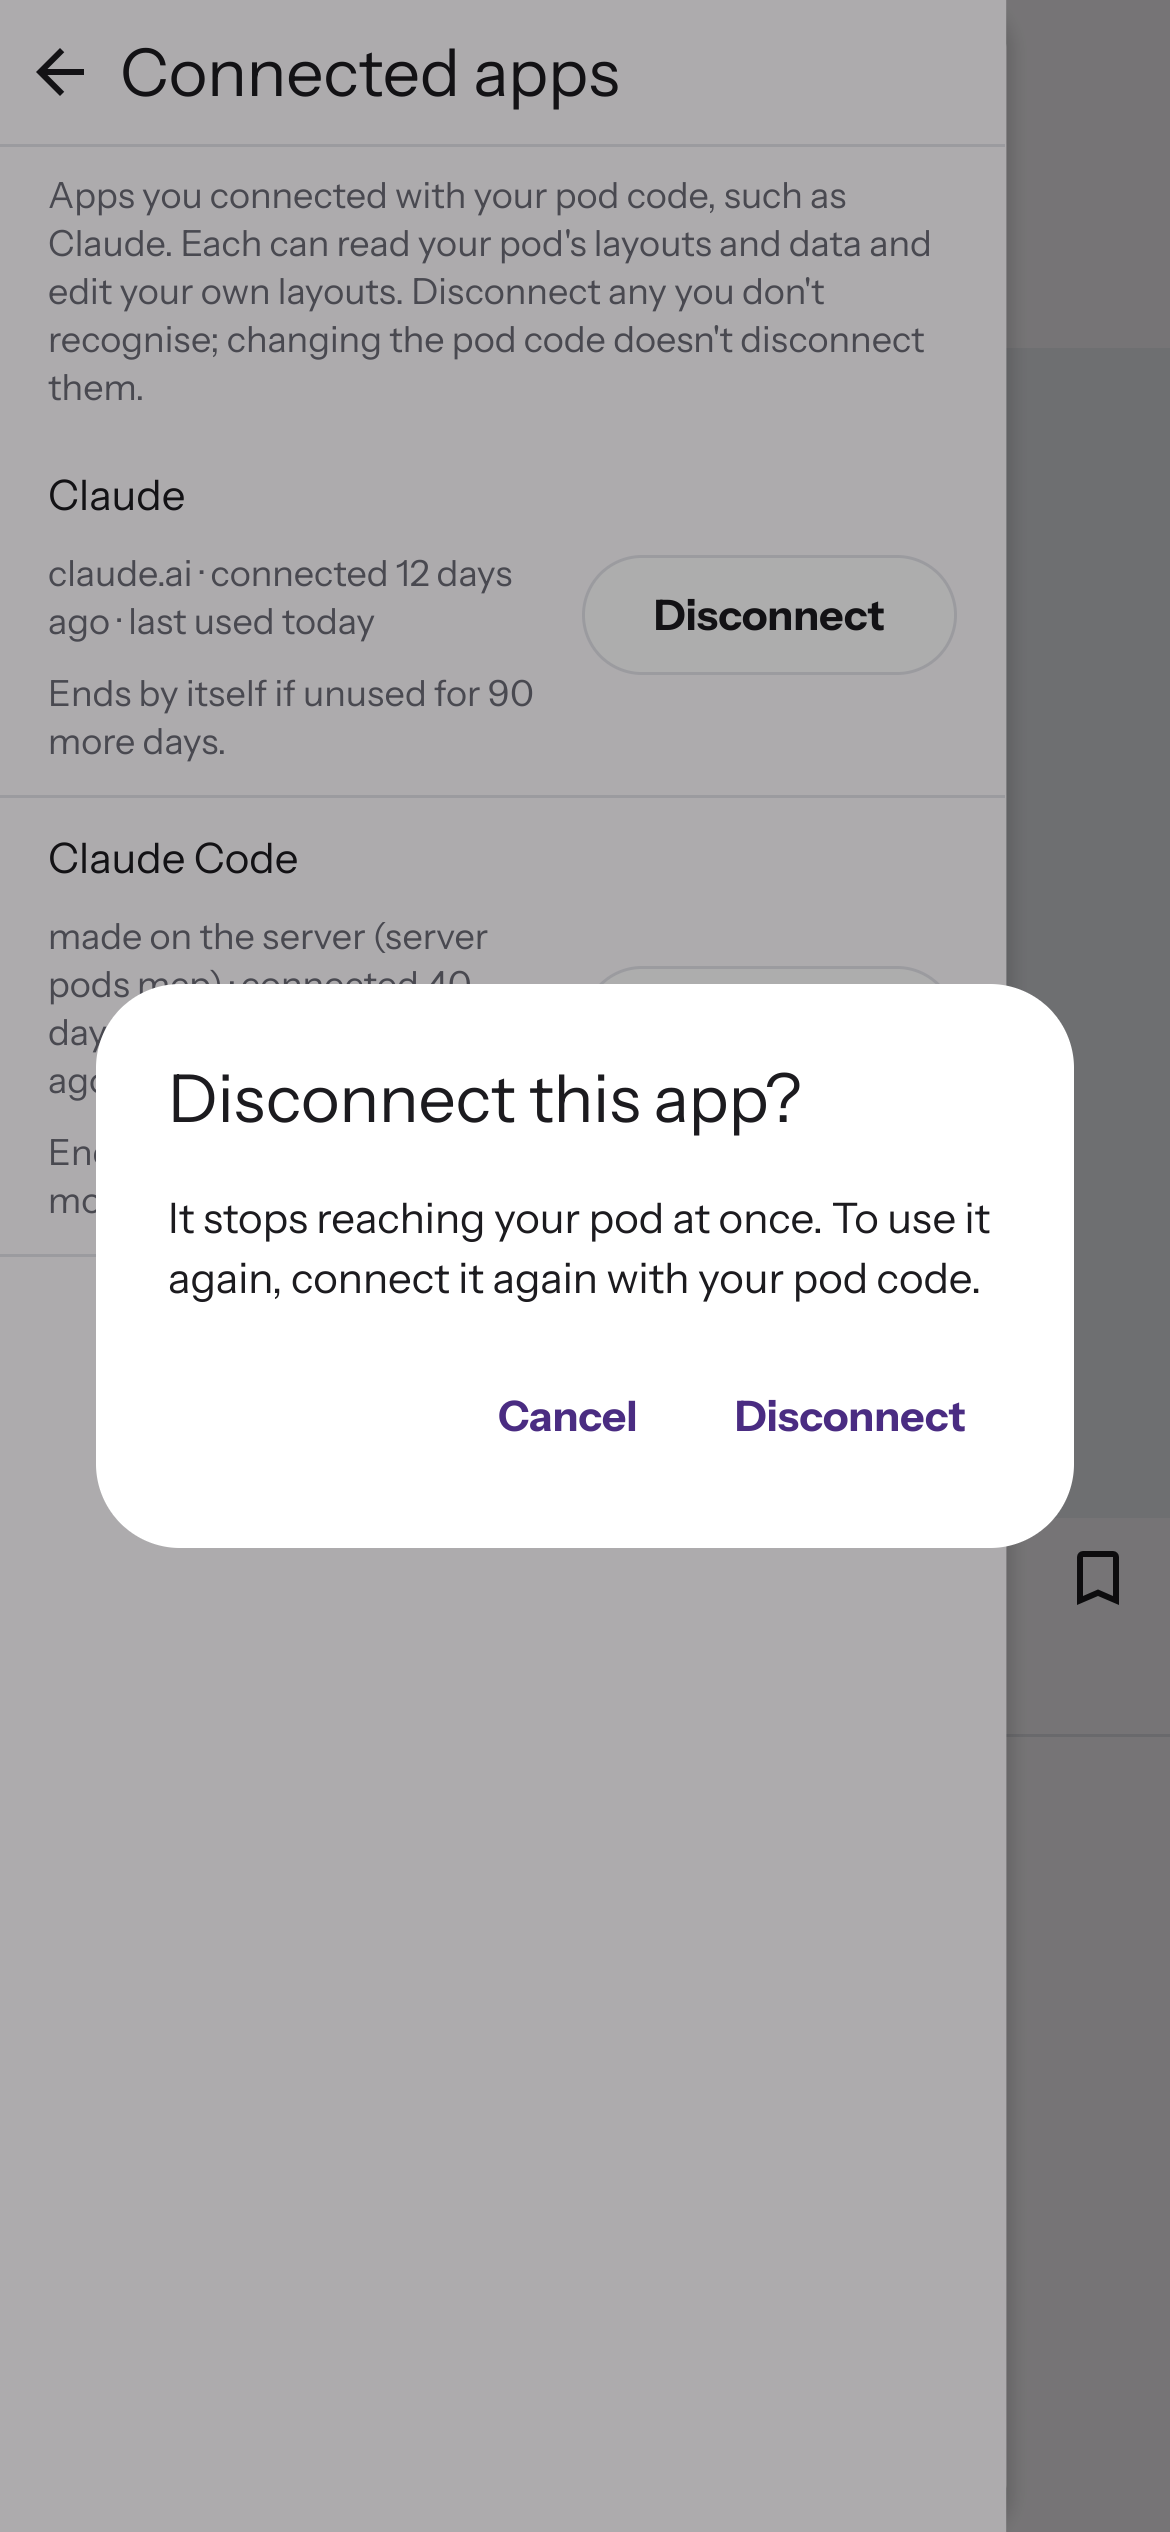 Connected apps
Apps you connected with your pod code, such as
Claude. Each can read your pod's layouts and data and
edit your own layouts. Disconnect any you don't
recognise; changing the pod code doesn't disconnect
them.
Claude
claude.ai · connected 12 days
ago · last used today
Disconnect
Ends by itself if unused for 90
more days.
Claude Code
made on the server (server
pods mcp) · connected 40
Disconnect this app?
It stops reaching your pod at once. To use it
again, connect it again with your pod code.
Cancel
Disconnect